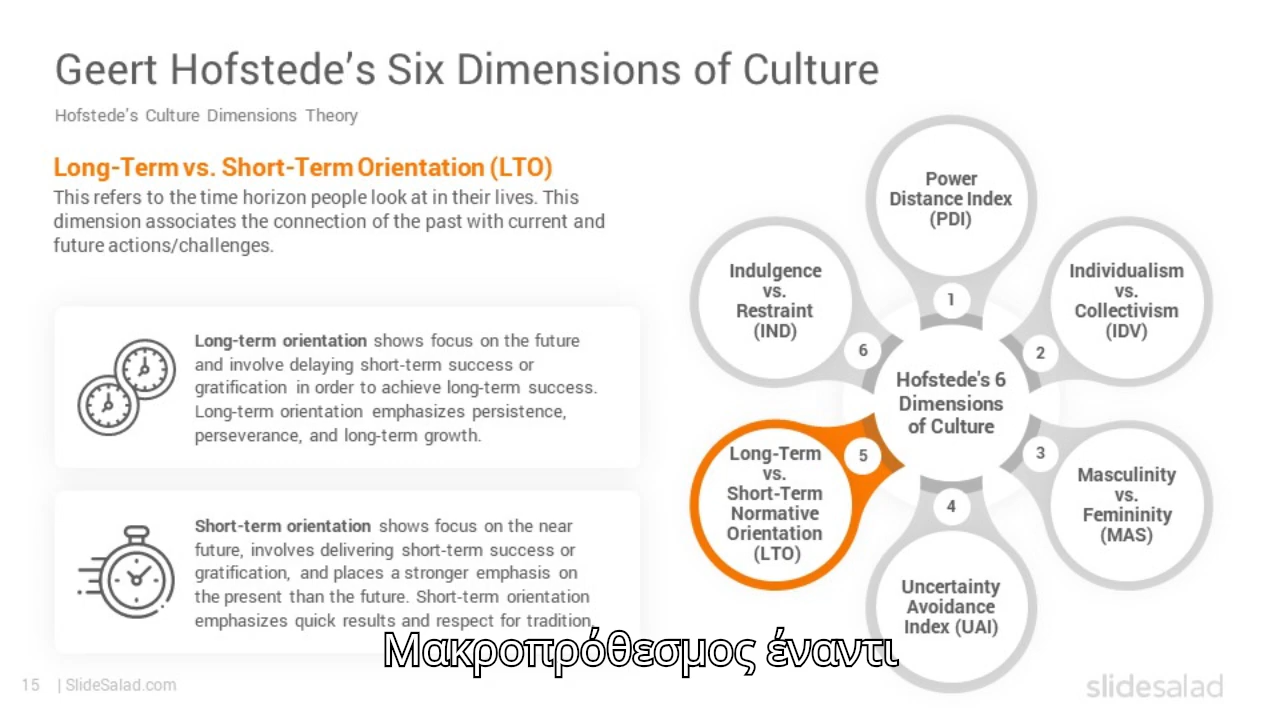 Geert Hofstede's Six Dimensions of Culture
Hofstede's Culture Dimensions Theory
Long-Term vs. Short-Term Orientation (LTO)
This refers to the time horizon people look at in their lives. This
dimension associates the connection of the past with current and
future actions/challenges.
Long-term orientation shows focus on the future
and involve delaying short-term success or
gratification in order to achieve long-term success.
Long-term orientation emphasizes persistence,
perseverance, and long-term growth.
Short-term orientation shows focus on the near
future, involves delivering short-term success or
gratification, and places a stronger emphasis on
the present than the future. Short-term orientation
emphasizes quick results and respect for tradition.
Power
Distance Index
(PDI)
1
Individualism
vs.
Collectivism
(IDV)
2
Masculinity
vs.
Femininity
(MAS)
3
Uncertainty
Avoidance
Index (UAI)
4
Long-Term
vs.
Short-Term
Normative
Orientation
(LTO)
5
Indulgence
vs.
Restraint
(IND)
6
Hofstede's 6
Dimensions
of Culture
Μακροπρόθεσμος έναντι
15 | SlideSalad.com
slidesalad